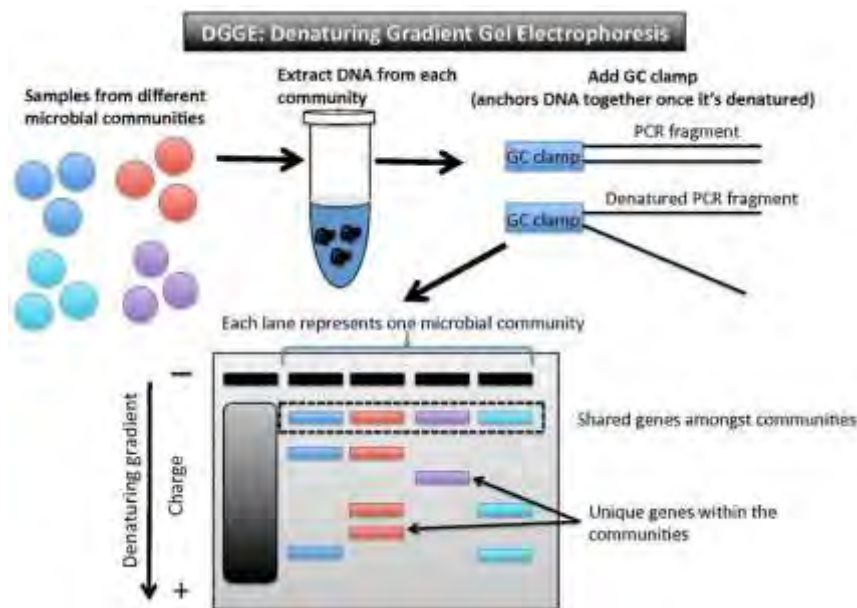 DGGE: Denaturing Gradient Gel Electrophoresis
Samples from different
microbial communities
Extract DNA from each
community
Add GC clamp
(anchors DNA together once it's denatured)
PCR fragment
GC clamp
Denatured PCR fragment
GC clamp
Each lane represents one microbial community
Denaturing gradient
Charge
–
+
Shared genes amongst communities
Unique genes within the
communities